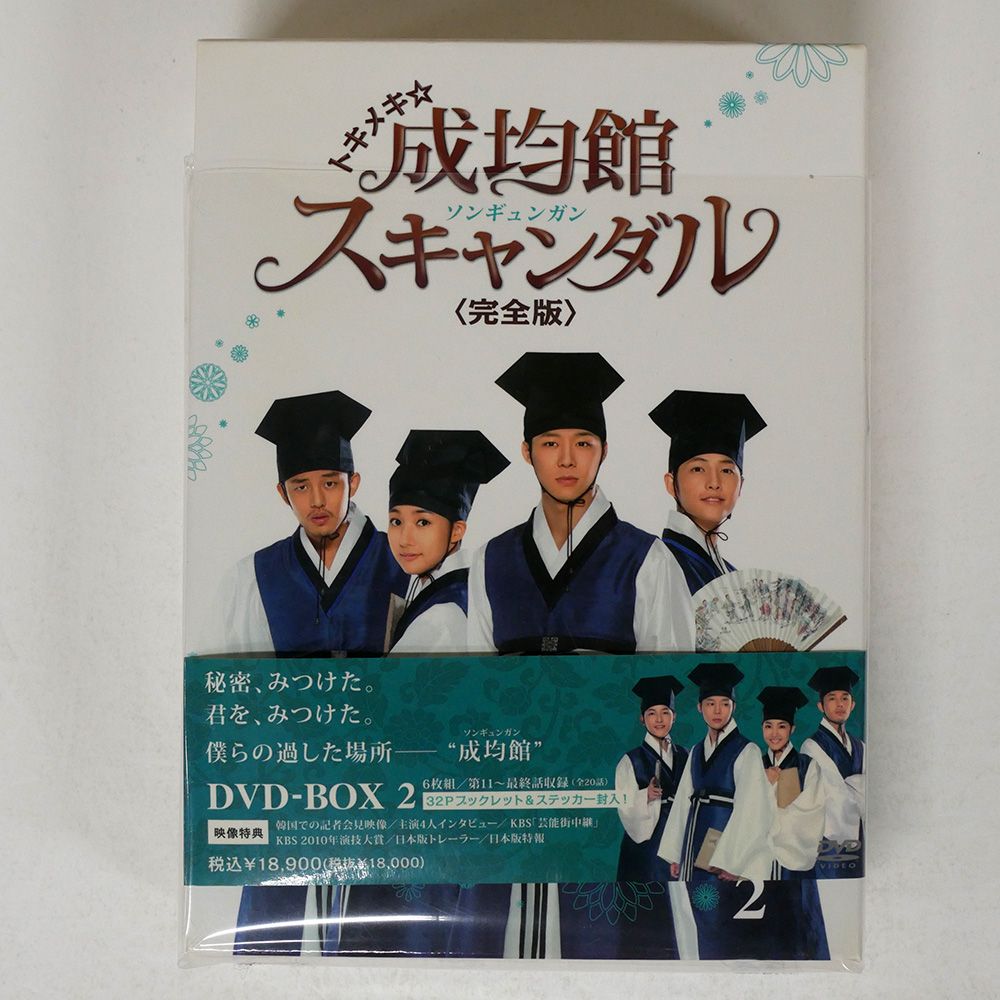 トキメキ☆
成均館
ソンギュンガン
スキャンダル
〈完全版〉
秘密、みつけた。
君を、みつけた。
ソンギュンガン
僕らの過した場所――“成均館”
DVD-BOX 2
6枚組／第11〜最終話収録(全20話)
32Pブックレット&ステッカー封入!
映像特典
韓国での記者会見映像／主演4人インタビュー／KBS「芸能街中継」
KBS 2010年演技大賞／日本版トレーラー／日本版特報
税込¥18,900(税抜¥18,000)
DVD
VIDEO
2